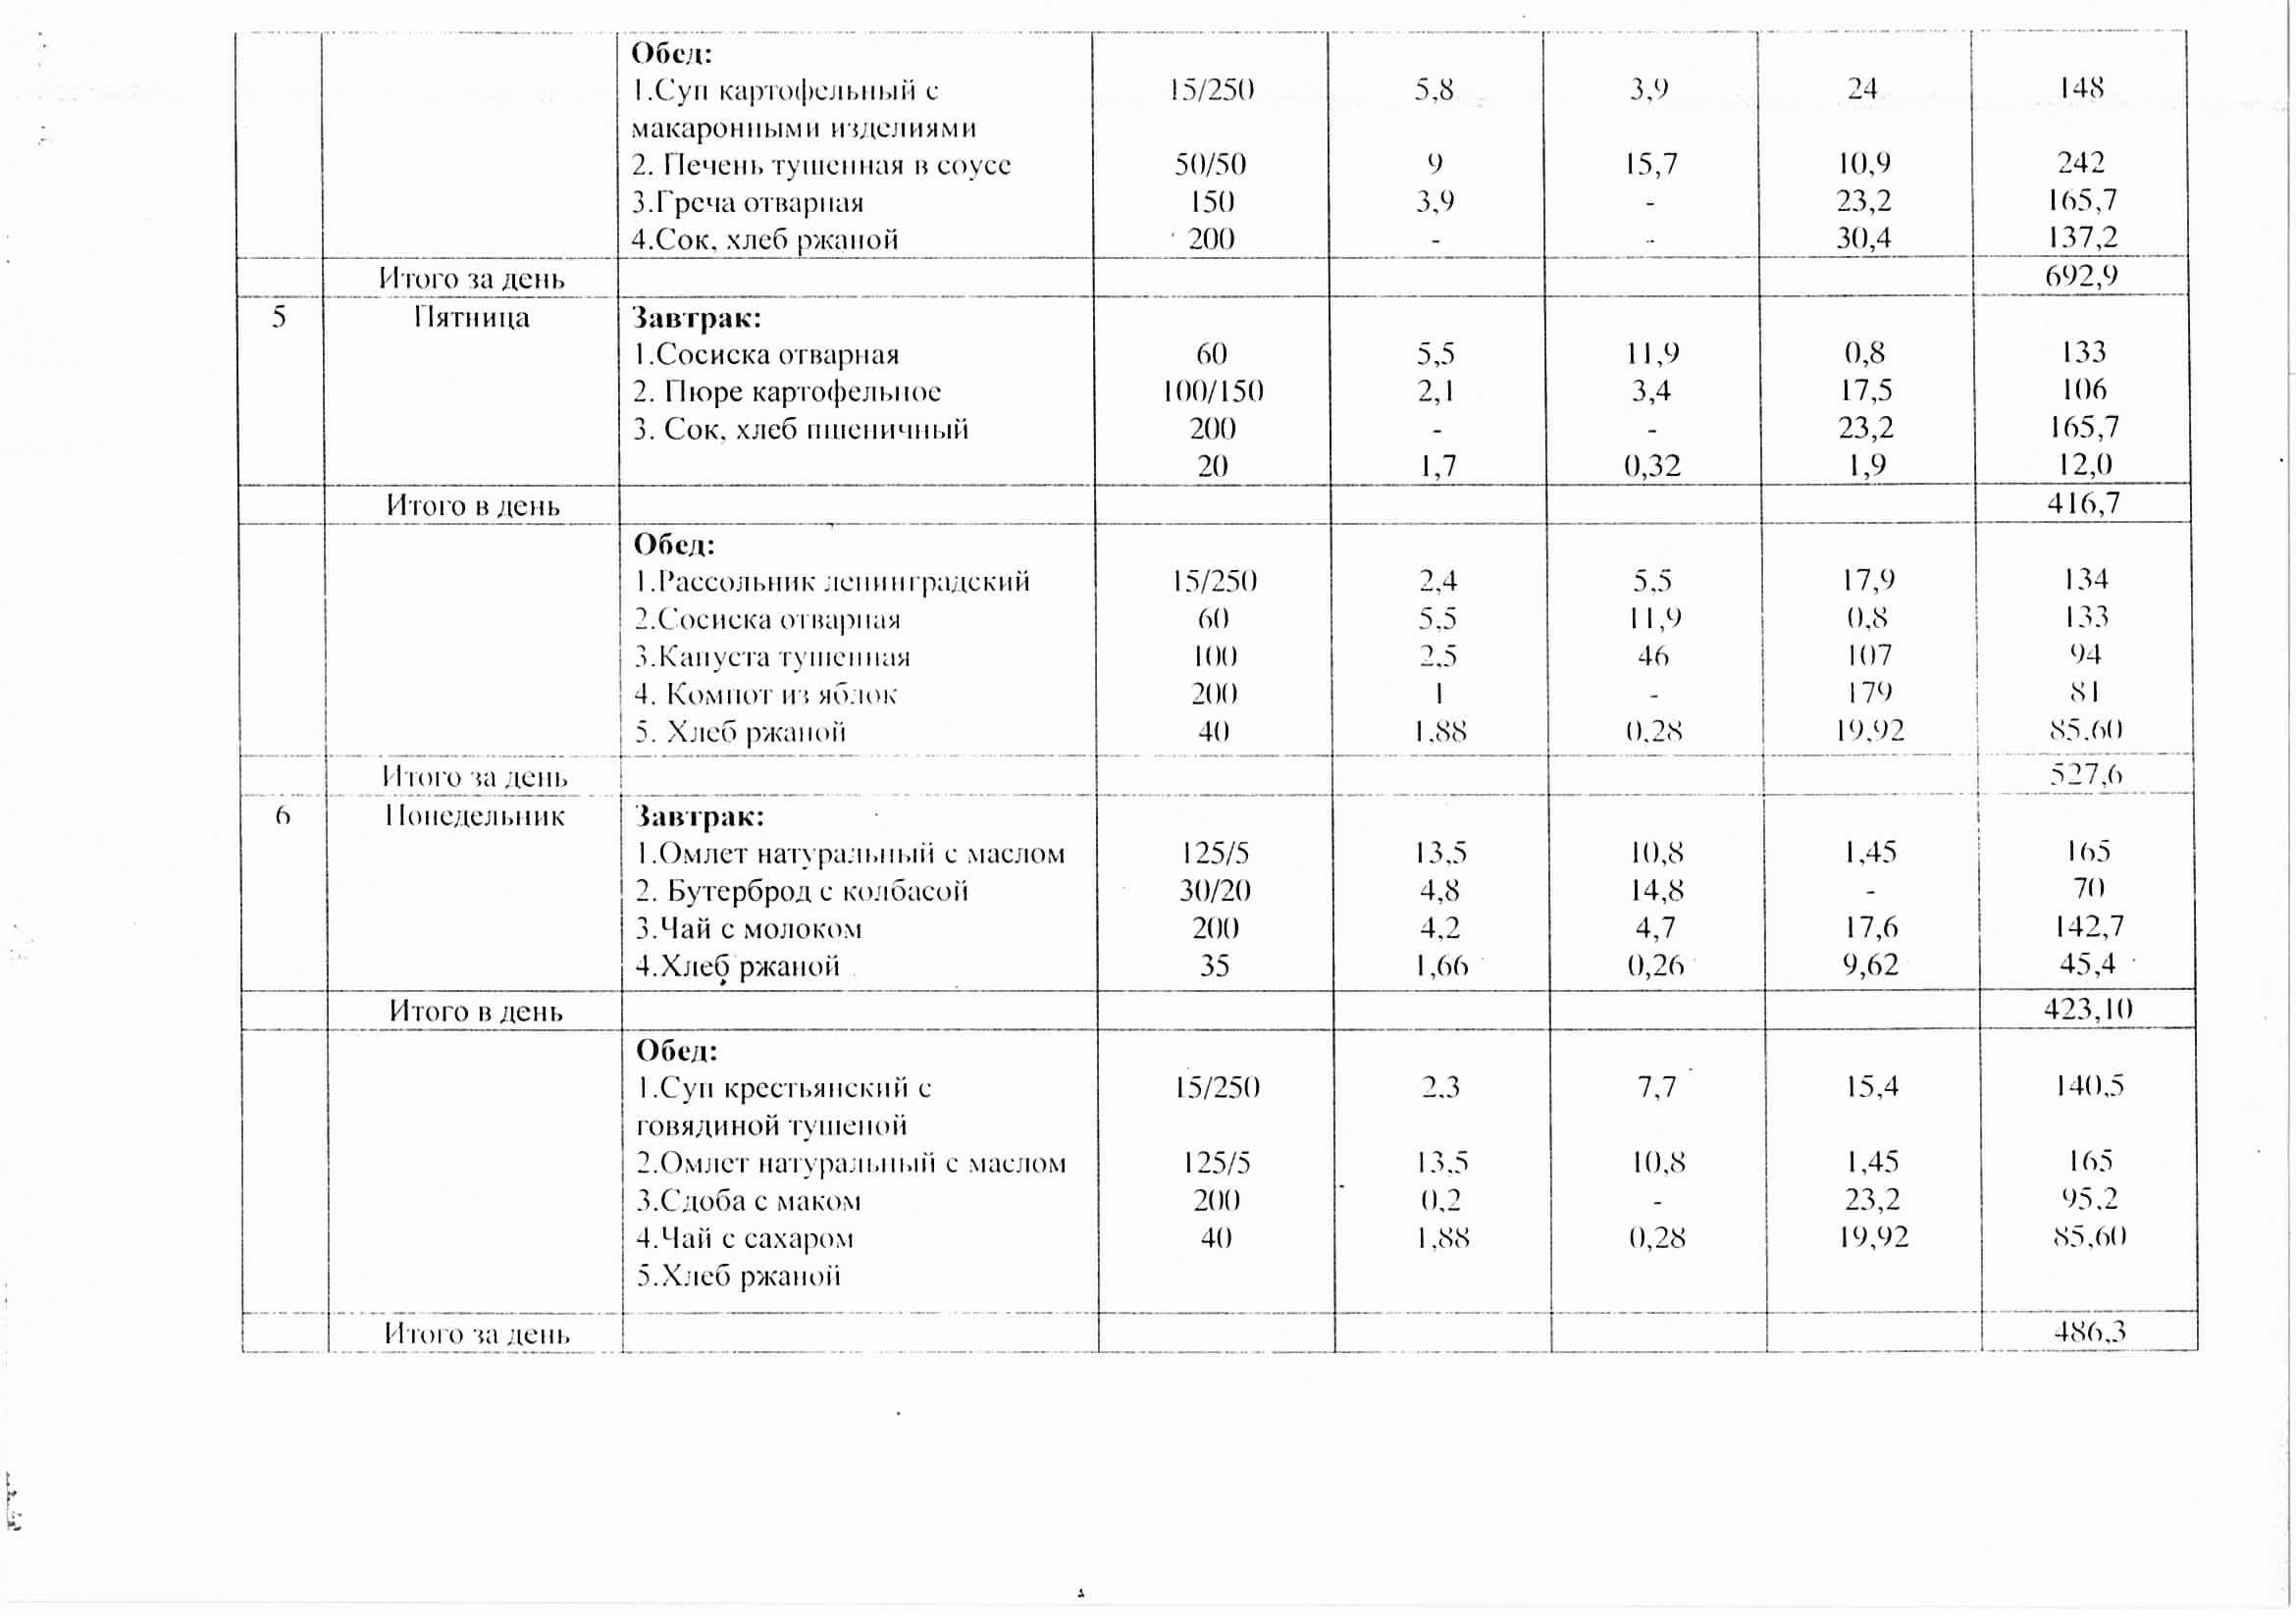 Обед:
1.Суп картофельный с 15/250 5,8 3,9 24 148
макаронными изделиями
2. Печень тушенная в соусе 50/50 9 15,7 10,9 242
3.Греча отварная 150 3,9 - 23,2 165,7
4.Сок, хлеб ржаной 200 - - 30,4 137,2
Итого за день 692,9
5 Пятница Завтрак:
1.Сосиска отварная 60 5,5 11,9 0,8 133
2. Пюре картофельное 100/150 2,1 3,4 17,5 106
3. Сок, хлеб пшеничный 200 - - 23,2 165,7
20 1,7 0,32 1,9 12,0
Итого в день 416,7
Обед:
1.Рассольник ленинградский 15/250 2,4 5,5 17,9 134
2.Сосиска отварная 60 5,5 11,9 0,8 133
3.Капуста тушенная 100 2,5 46 107 94
4. Компот из яблок 200 1 - 179 81
5. Хлеб ржаной 40 1,88 0,28 19,92 85,60
Итого за день 527,6
6 Понедельник Завтрак:
1.Омлет натуральный с маслом 125/5 13,5 10,8 1,45 165
2. Бутерброд с колбасой 30/20 4,8 14,8 - 70
3.Чай с молоком 200 4,2 4,7 17,6 142,7
4.Хлеб ржаной 35 1,66 0,26 9,62 45,4
Итого в день 423,10
Обед:
1.Суп крестьянский с 15/250 2,3 7,7 15,4 140,5
говядиной тушеной
2.Омлет натуральный с маслом 125/5 13,5 10,8 1,45 165
3.Сдоба с маком 200 0,2 - 23,2 95,2
4.Чай с сахаром 40 1,88 0,28 19,92 85,60
5.Хлеб ржаной
Итого за день 486,3